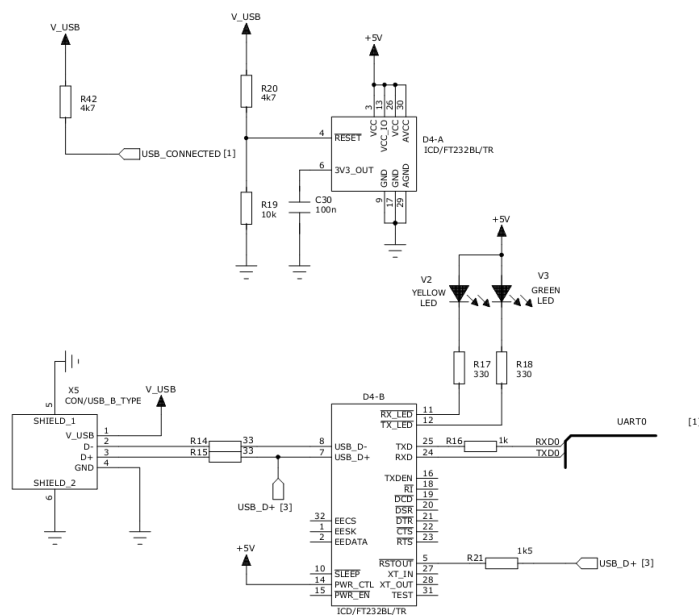 V_USB
V_USB
+5V
R42
4k7
R20
4k7
3
13
26
30
VCC
VCC_IO
VCC
AVCC
D4-A
ICD/FT232BL/TR
4
RESET
USB_CONNECTED [1]
6
3V3_OUT
GND
GND
AGND
9
17
29
R19
10k
C30
100n
+5V
V2
YELLOW
LED
V3
GREEN
LED
R17
330
R18
330
X5
CON/USB_B_TYPE
V_USB
5
SHIELD_1
V_USB
1
D-
2
D+
3
GND
4
SHIELD_2
6
R14
33
R15
33
USB_D+ [3]
D4-B
RX_LED
11
TX_LED
12
8
USB_D-
7
USB_D+
TXD
25
RXD
24
R16
1k
RXD0
TXD0
UART0
[1]
TXDEN
16
RI
18
DCD
19
DSR
20
DTR
21
CTS
22
RTS
23
32
EECS
1
EESK
2
EEDATA
+5V
RSTOUT
5
R21
1k5
USB_D+ [3]
10
SLEEP
XT_IN
27
14
PWR_CTL
XT_OUT
28
15
PWR_EN
TEST
31
ICD/FT232BL/TR